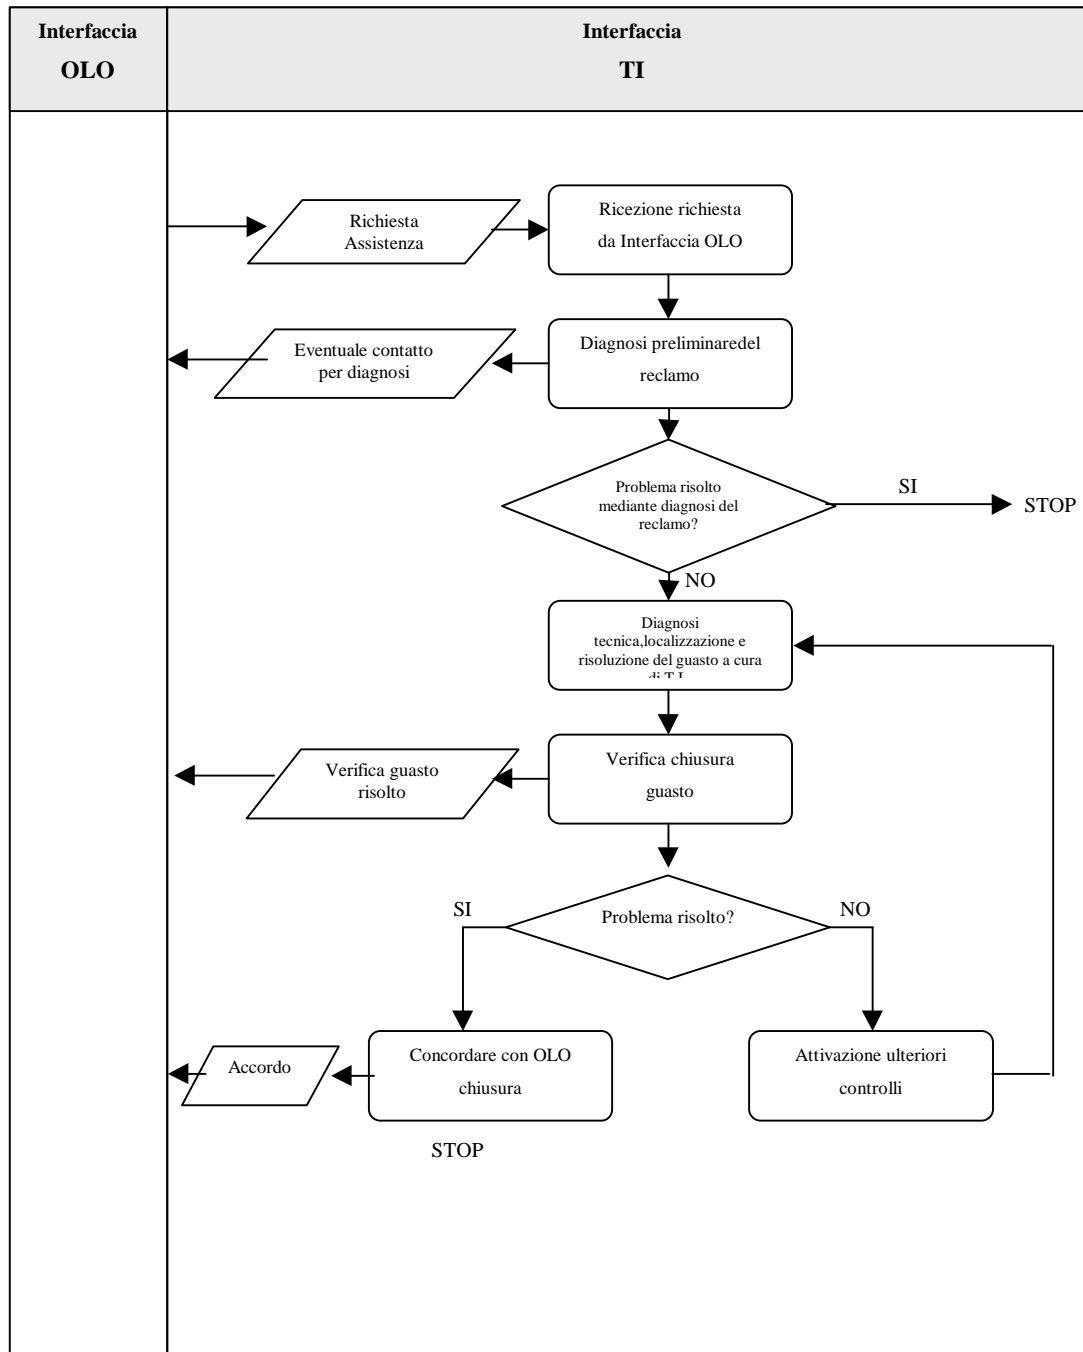 Interfaccia
OLO
Interfaccia
TI
Richiesta
Assistenza
Ricezione richiesta
da Interfaccia OLO
Eventuale contatto
per diagnosi
Diagnosi preliminaredel
reclamo
Problema risolto
mediante diagnosi del
reclamo?
SI
STOP
NO
Diagnosi
tecnica,localizzazione e
risoluzione del guasto a cura
di T.I.
Verifica guasto
risolto
Verifica chiusura
guasto
SI
Problema risolto?
NO
Accordo
Concordare con OLO
chiusura
Attivazione ulteriori
controlli
STOP